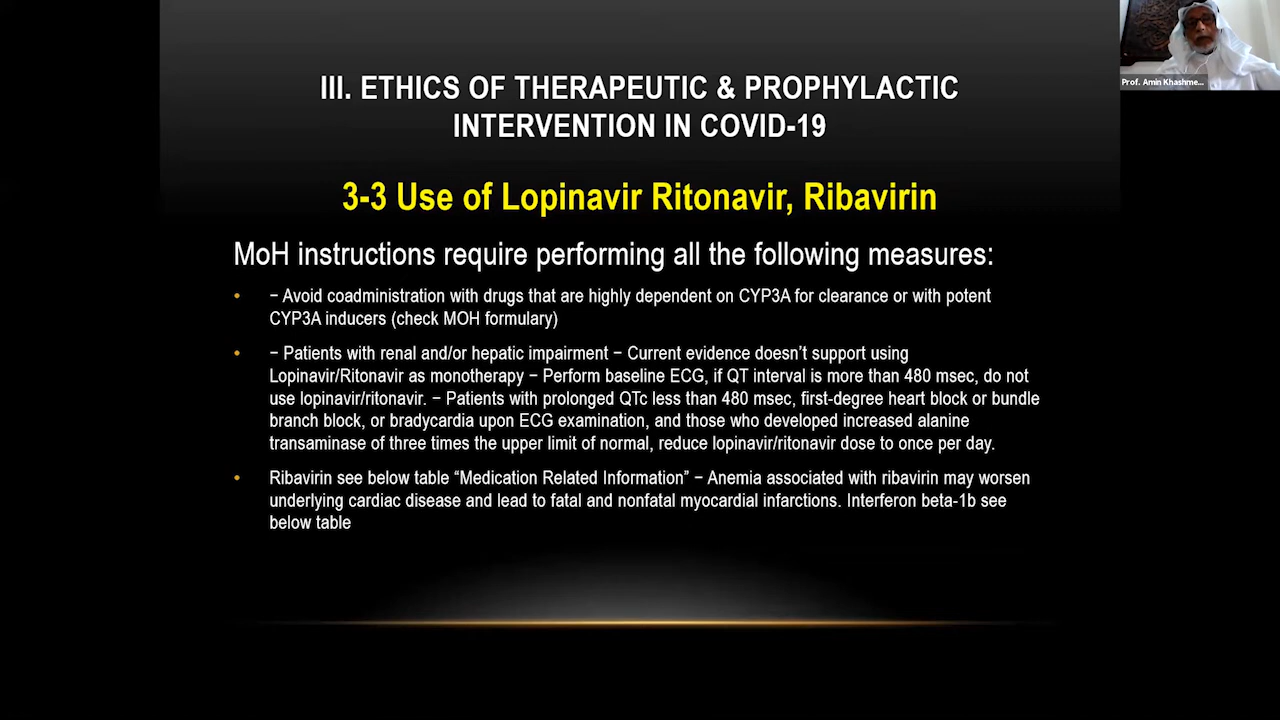 III. ETHICS OF THERAPEUTIC & PROPHYLACTIC
INTERVENTION IN COVID-19
3-3 Use of Lopinavir Ritonavir, Ribavirin
MoH instructions require performing all the following measures:
• − Avoid coadministration with drugs that are highly dependent on CYP3A for clearance or with potent
CYP3A inducers (check MOH formulary)
• − Patients with renal and/or hepatic impairment − Current evidence doesn’t support using
Lopinavir/Ritonavir as monotherapy − Perform baseline ECG, if QT interval is more than 480 msec, do not
use lopinavir/ritonavir. − Patients with prolonged QTc less than 480 msec, first-degree heart block or bundle
branch block, or bradycardia upon ECG examination, and those who developed increased alanine
transaminase of three times the upper limit of normal, reduce lopinavir/ritonavir dose to once per day.
• Ribavirin see below table “Medication Related Information” − Anemia associated with ribavirin may worsen
underlying cardiac disease and lead to fatal and nonfatal myocardial infarctions. Interferon beta-1b see
below table
Prof. Amin Khashme...